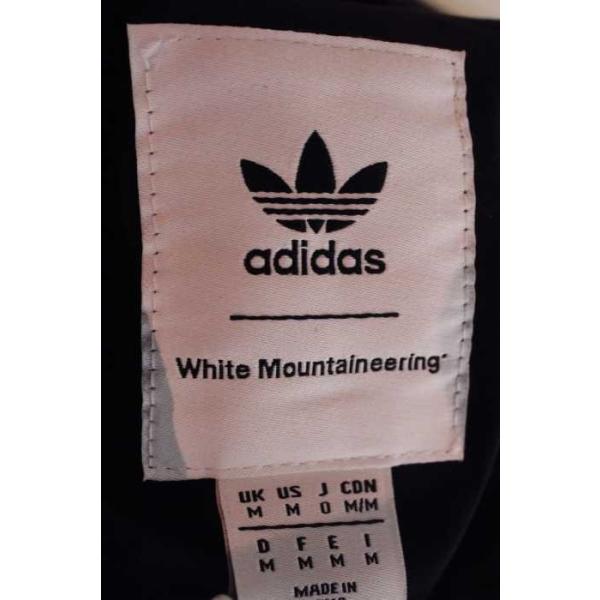 adidas
White Mountaineering
UK US J CDN
M M O M/M
D F E I
M M M M
MADE IN